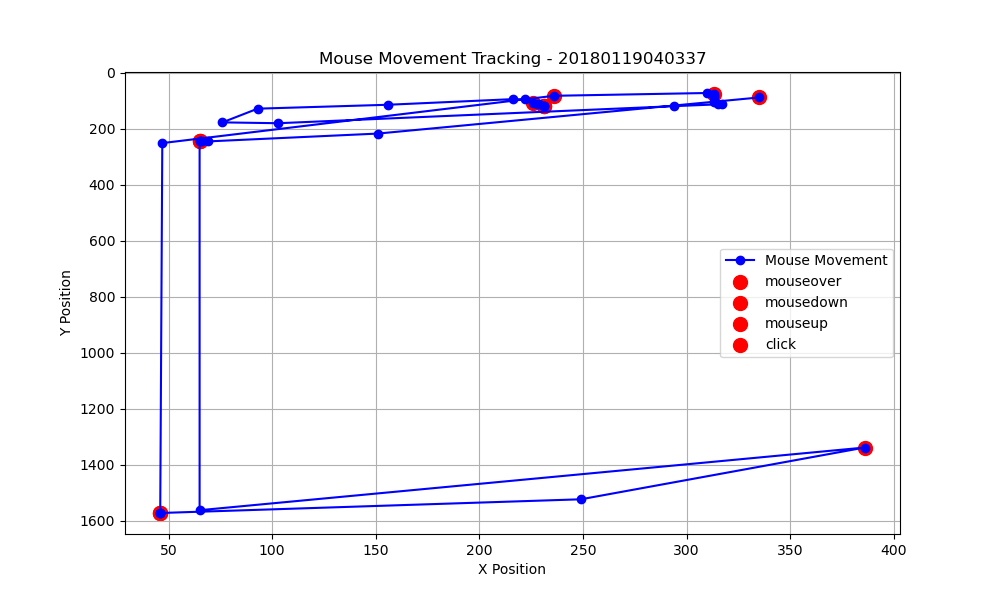 Mouse Movement Tracking - 20180119040337
0
200
400
600
800
1000
1200
1400
1600
Y Position
Mouse Movement
mouseover
mousedown
mouseup
click
50
100
150
200
250
300
350
400
X Position